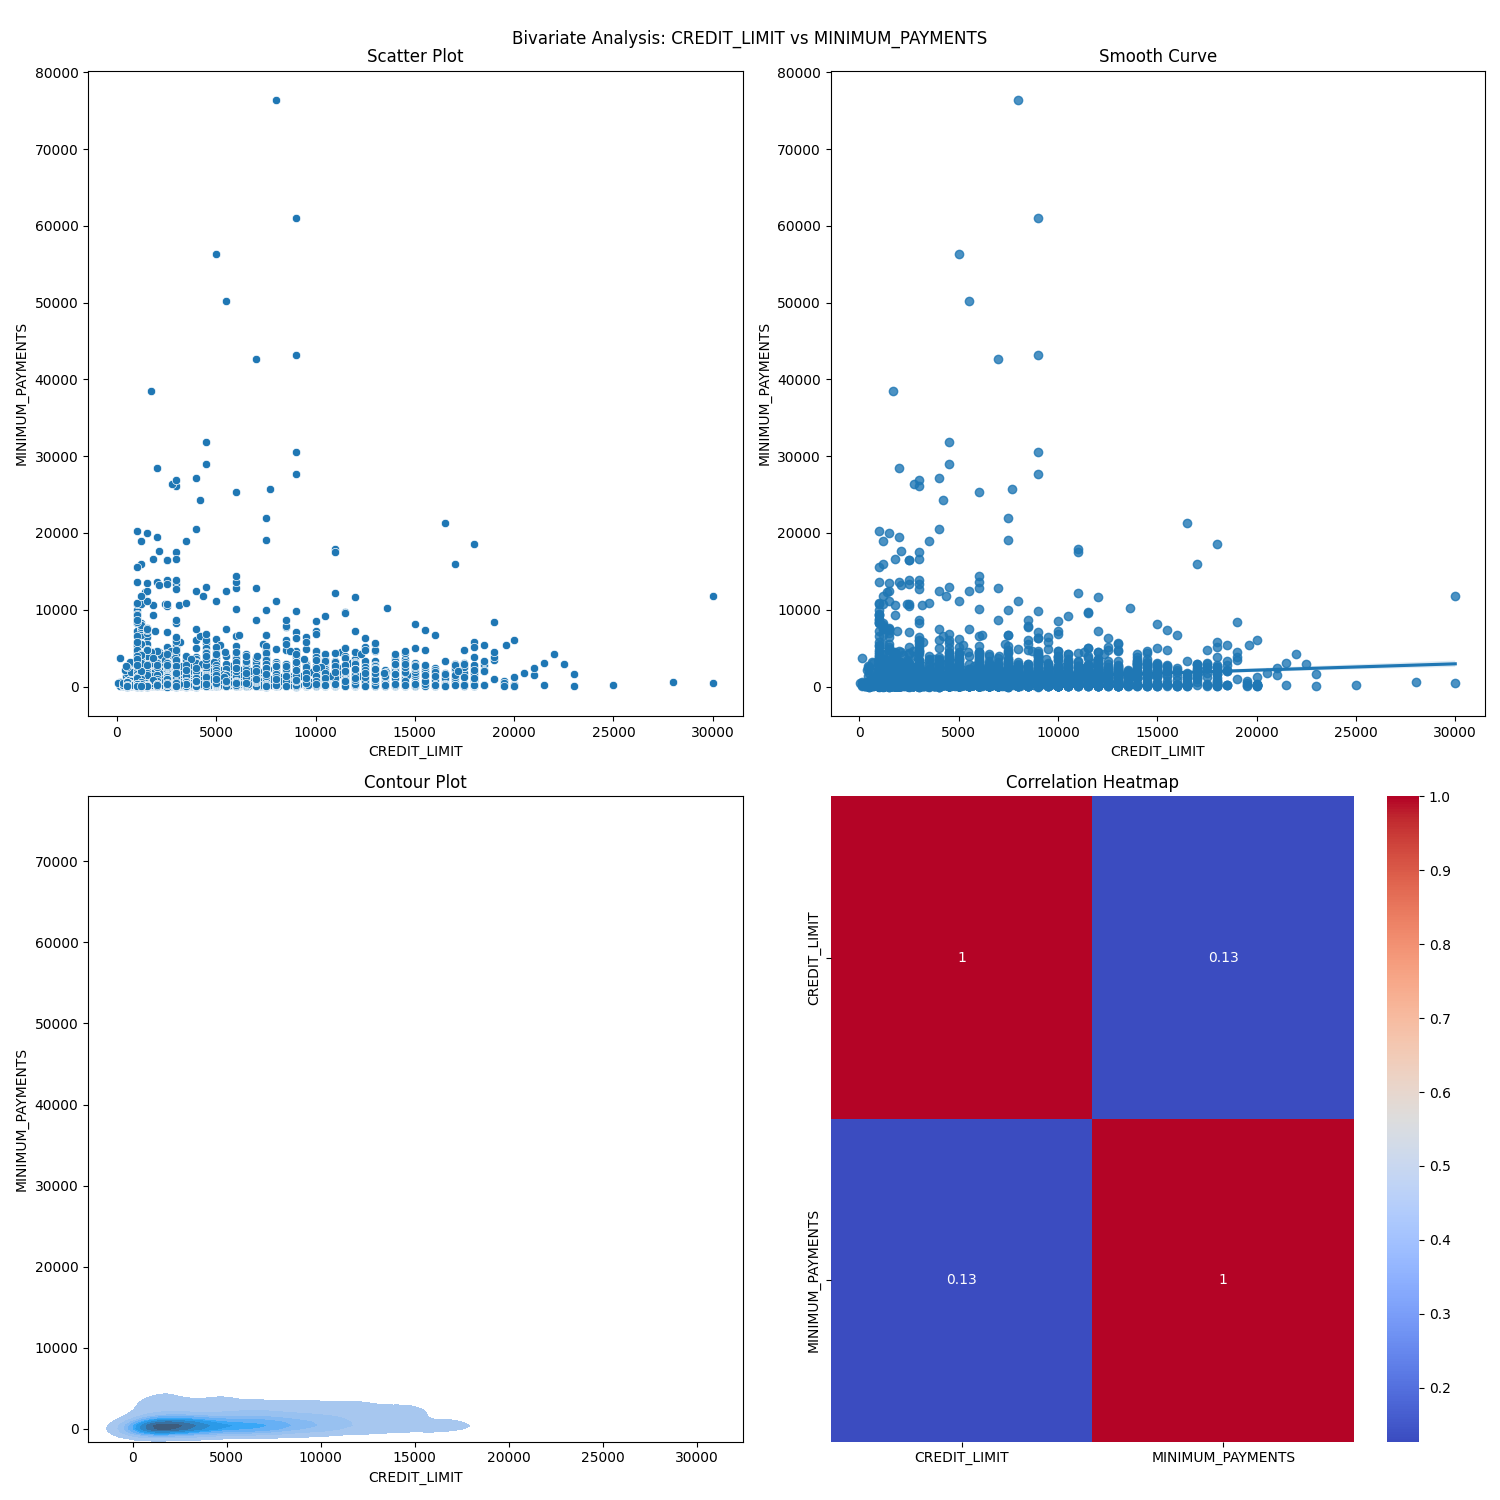 Bivariate Analysis: CREDIT_LIMIT vs MINIMUM_PAYMENTS
Scatter Plot
80000
70000
60000
50000
40000
30000
20000
10000
0
MINIMUM_PAYMENTS
0 5000 10000 15000 20000 25000 30000
CREDIT_LIMIT
Smooth Curve
80000
70000
60000
50000
40000
30000
20000
10000
0
MINIMUM_PAYMENTS
0 5000 10000 15000 20000 25000 30000
CREDIT_LIMIT
Contour Plot
70000
60000
50000
40000
30000
20000
10000
0
MINIMUM_PAYMENTS
0 5000 10000 15000 20000 25000 30000
CREDIT_LIMIT
Correlation Heatmap
CREDIT_LIMIT
1 0.13
MINIMUM_PAYMENTS
0.13 1
CREDIT_LIMIT MINIMUM_PAYMENTS
1.0
0.9
0.8
0.7
0.6
0.5
0.4
0.3
0.2